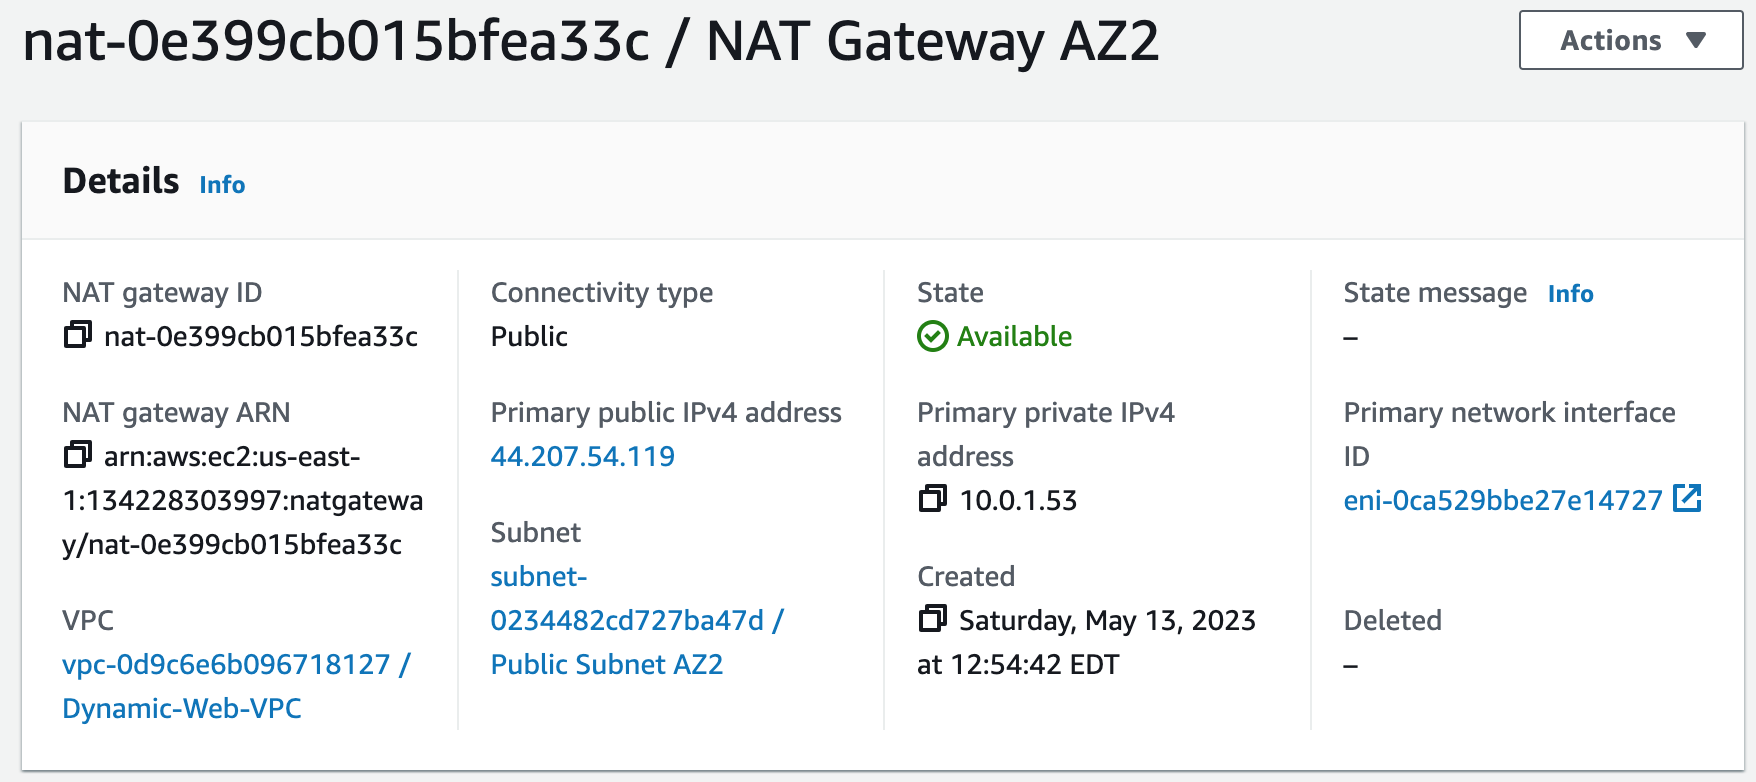 nat-0e399cb015bfea33c / NAT Gateway AZ2
Actions
Details Info
NAT gateway ID
nat-0e399cb015bfea33c
NAT gateway ARN
arn:aws:ec2:us-east-
1:134228303997:natgatewa
y/nat-0e399cb015bfea33c
VPC
vpc-0d9c6e6b096718127 /
Dynamic-Web-VPC
Connectivity type
Public
Primary public IPv4 address
44.207.54.119
Subnet
subnet-
0234482cd727ba47d /
Public Subnet AZ2
State
Available
Primary private IPv4
address
10.0.1.53
Created
Saturday, May 13, 2023
at 12:54:42 EDT
State message Info
–
Primary network interface
ID
eni-0ca529bbe27e14727
Deleted
–